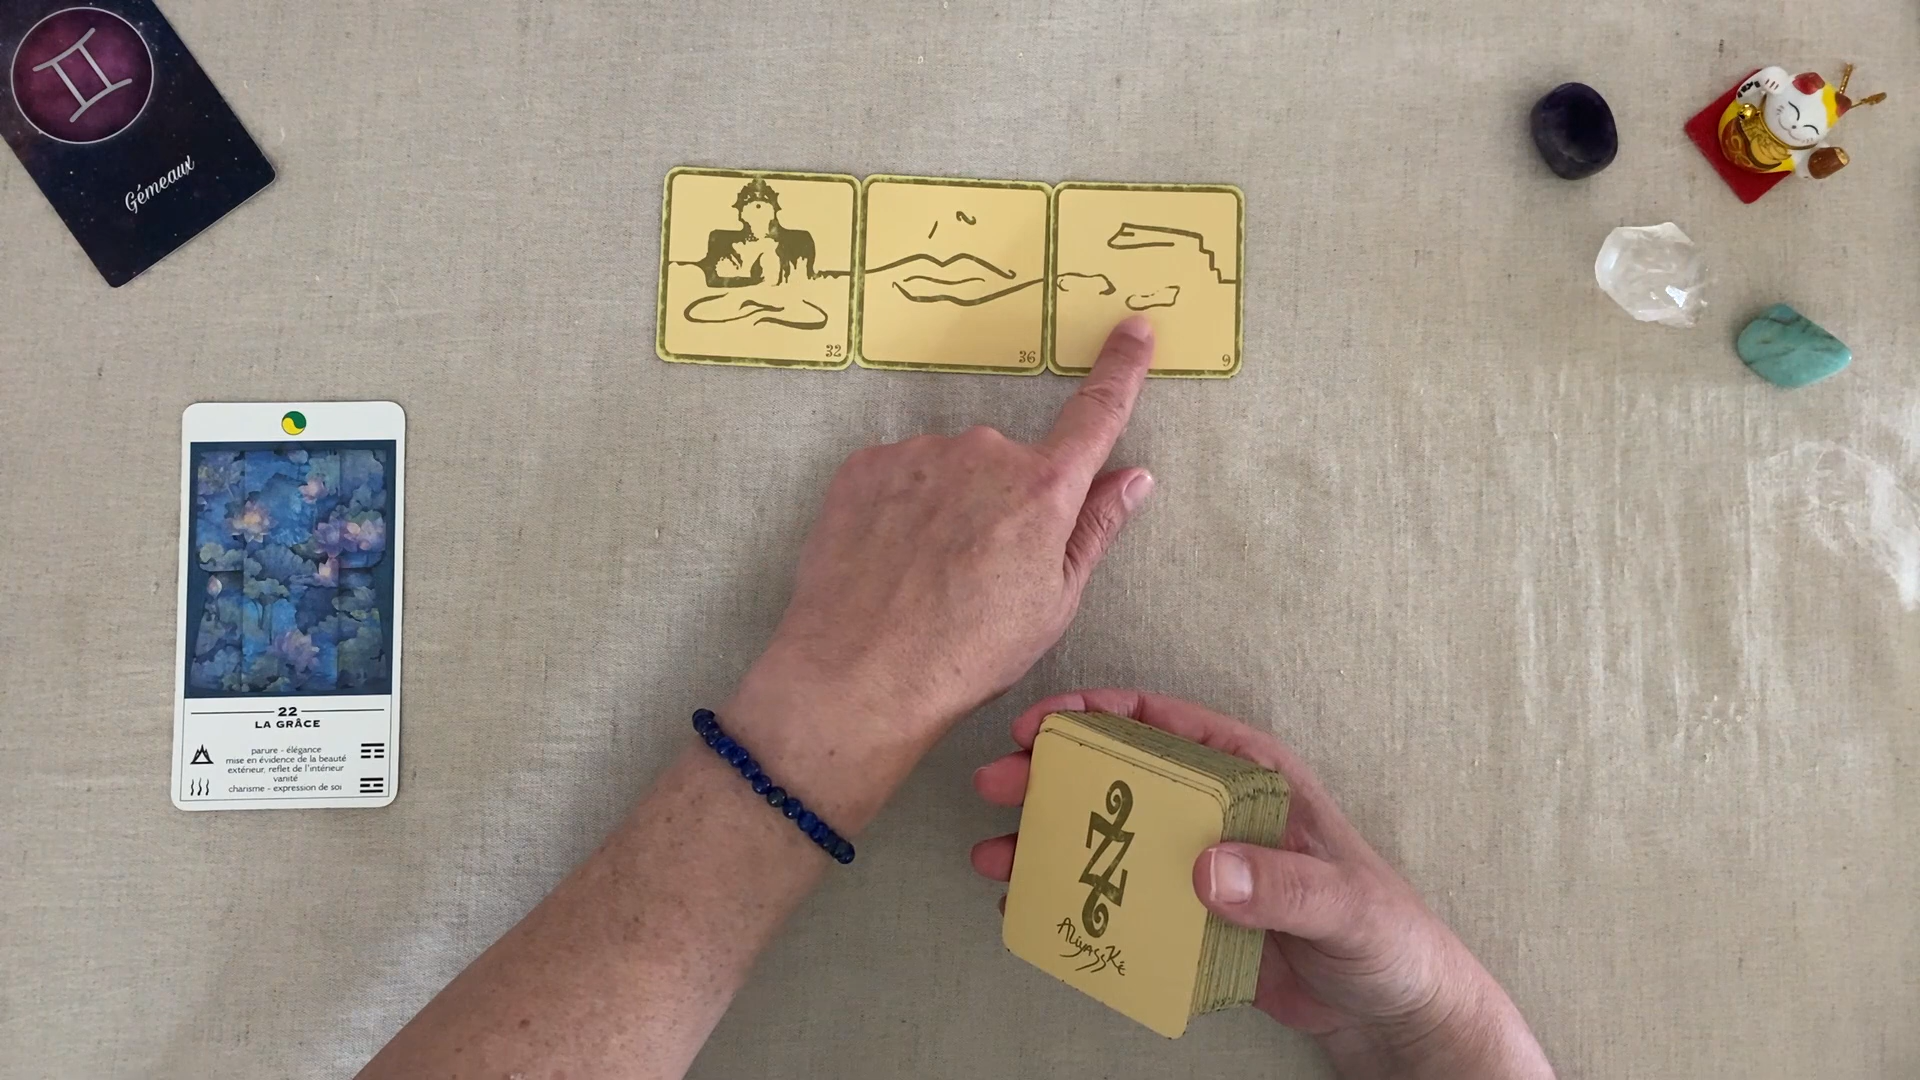 Gémeaux
32
36
9
22
LA GRÂCE
parure - élégance
mise en évidence de la beauté
extérieur, reflet de l'intérieur
vanité
charisme - expression de soi
AliyassKé